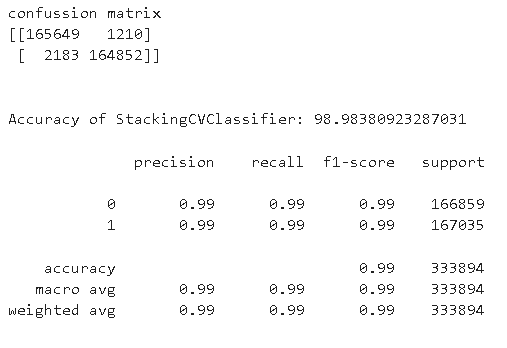 confussion matrix
[[165649   1210]
 [  2183 164852]]
Accuracy of StackingCVClassifier: 98.98380923287031
              precision    recall  f1-score   support
           0       0.99      0.99      0.99    166859
           1       0.99      0.99      0.99    167035
    accuracy                           0.99    333894
   macro avg       0.99      0.99      0.99    333894
weighted avg       0.99      0.99      0.99    333894